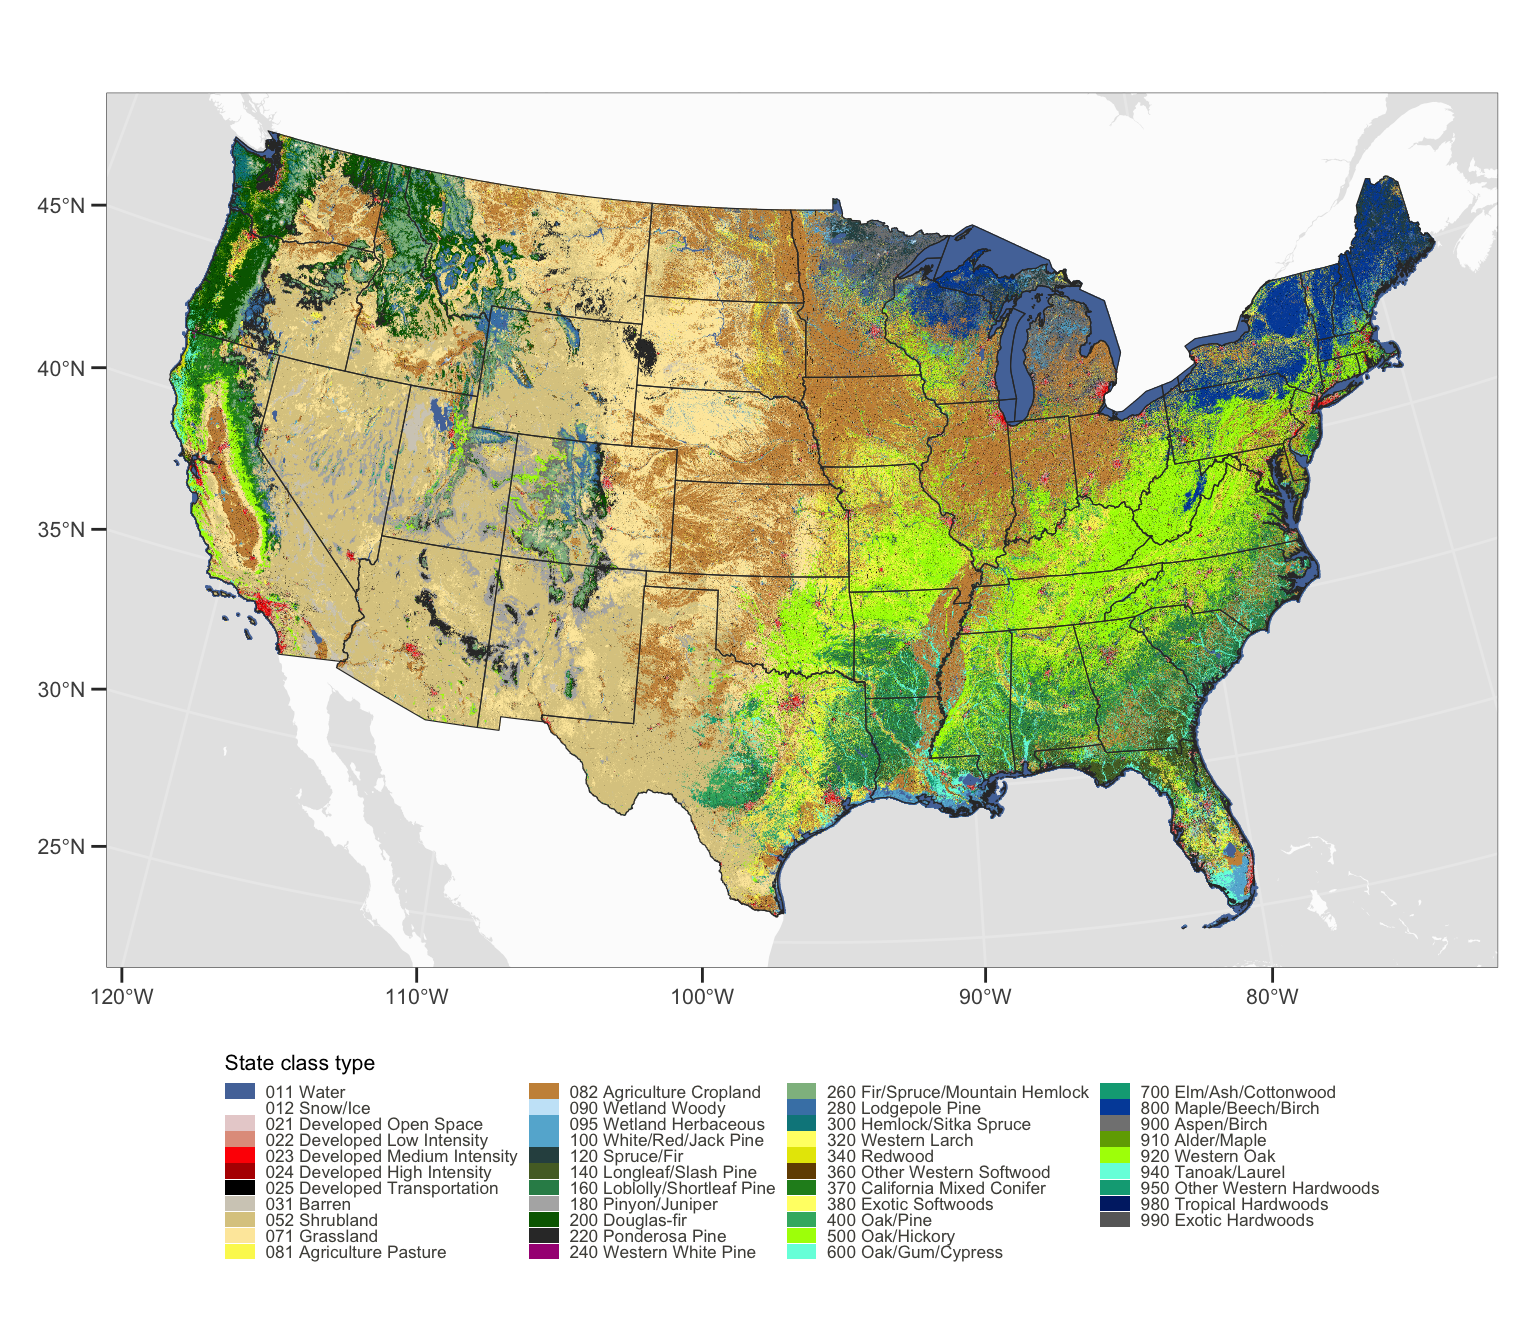 45°N
40°N
35°N
30°N
25°N
120°W 110°W 100°W 90°W 80°W
State class type
011 Water
012 Snow/Ice
021 Developed Open Space
022 Developed Low Intensity
023 Developed Medium Intensity
024 Developed High Intensity
025 Developed Transportation
031 Barren
052 Shrubland
071 Grassland
081 Agriculture Pasture
082 Agriculture Cropland
090 Wetland Woody
095 Wetland Herbaceous
100 White/Red/Jack Pine
120 Spruce/Fir
140 Longleaf/Slash Pine
160 Loblolly/Shortleaf Pine
180 Pinyon/Juniper
200 Douglas-fir
220 Ponderosa Pine
240 Western White Pine
260 Fir/Spruce/Mountain Hemlock
280 Lodgepole Pine
300 Hemlock/Sitka Spruce
320 Western Larch
340 Redwood
360 Other Western Softwood
370 California Mixed Conifer
380 Exotic Softwoods
400 Oak/Pine
500 Oak/Hickory
600 Oak/Gum/Cypress
700 Elm/Ash/Cottonwood
800 Maple/Beech/Birch
900 Aspen/Birch
910 Alder/Maple
920 Western Oak
940 Tanoak/Laurel
950 Other Western Hardwoods
980 Tropical Hardwoods
990 Exotic Hardwoods